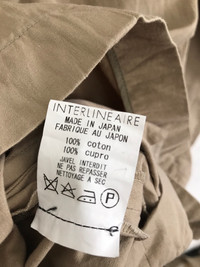 INTERLINEAIRE
MADE IN JAPAN
FABRIQUE AU JAPON
100% coton
100% cupro
JAVEL INTERDIT
NE PAS REPASSER
NETTOYAGE A SEC
P